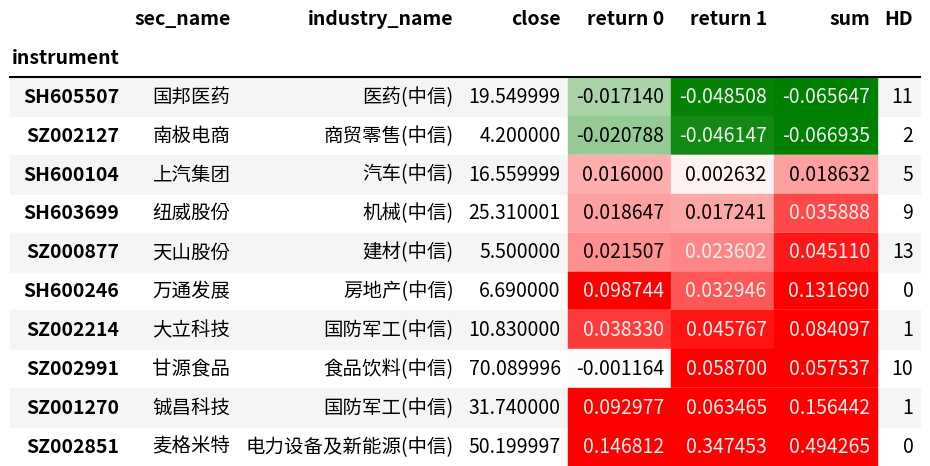 sec_name industry_name close return 0 return 1 sum HD
instrument
SH605507 国邦医药 医药(中信) 19.549999 -0.017140 -0.048508 -0.065647 11
SZ002127 南极电商 商贸零售(中信) 4.200000 -0.020788 -0.046147 -0.066935 2
SH600104 上汽集团 汽车(中信) 16.559999 0.016000 0.002632 0.018632 5
SH603699 纽威股份 机械(中信) 25.310001 0.018647 0.017241 0.035888 9
SZ000877 天山股份 建材(中信) 5.500000 0.021507 0.023602 0.045110 13
SH600246 万通发展 房地产(中信) 6.690000 0.098744 0.032946 0.131690 0
SZ002214 大立科技 国防军工(中信) 10.830000 0.038330 0.045767 0.084097 1
SZ002991 甘源食品 食品饮料(中信) 70.089996 -0.001164 0.058700 0.057537 10
SZ001270 铖昌科技 国防军工(中信) 31.740000 0.092977 0.063465 0.156442 1
SZ002851 麦格米特 电力设备及新能源(中信) 50.199997 0.146812 0.347453 0.494265 0